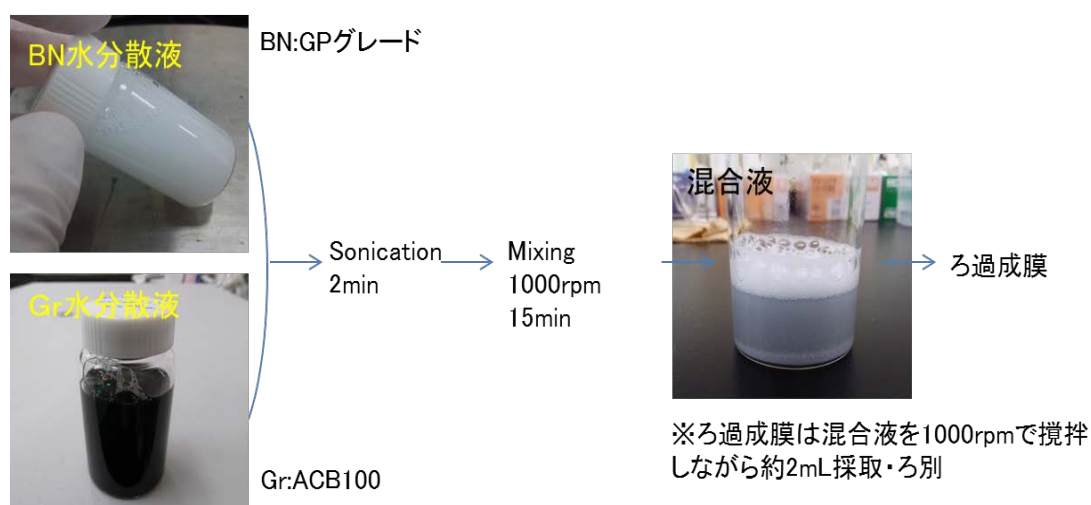 BN水分散液
BN:GPグレード
Sonication
2min
Mixing
1000rpm
15min
混合液
ろ過成膜
Gr水分散液
Gr:ACB100
※ろ過成膜は混合液を1000rpmで撹拌
しながら約2mL採取・ろ別